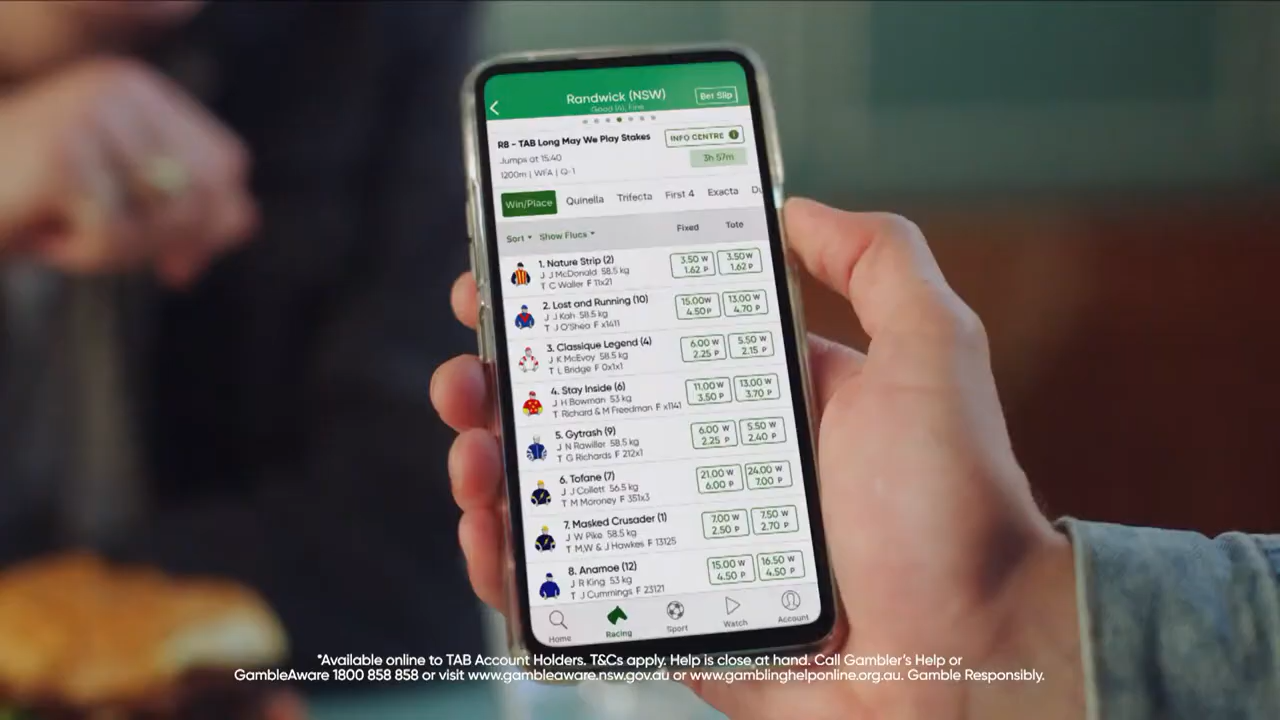 Randwick (NSW)
Good (4), Fine
Bet Slip
R8 - TAB Long May We Play Stakes
INFO CENTRE i
Jumps at 15:40
3h 57m
1200m | WFA | Q-1
Win/Place Quinella Trifecta First 4 Exacta Du
Sort Show Flucs Fixed Tote
1. Nature Strip (2)
J J McDonald 58.5 kg
T C Waller F 11x21
3.50 W 3.50 W
1.62 P 1.62 P
2. Lost and Running (10)
J J Kah 58.5 kg
T J O'Shea F x1411
15.00 W 13.00 W
4.50 P 4.70 P
3. Classique Legend (4)
J K McEvoy 58.5 kg
T L Bridge F 0x1x1
6.00 W 5.50 W
2.25 P 2.15 P
4. Stay Inside (6)
J H Bowman 53 kg
T Richard & M Freedman F x1141
11.00 W 13.00 W
3.50 P 3.70 P
5. Gytrash (9)
J N Rawiller 58.5 kg
T G Richards F 212x1
6.00 W 5.50 W
2.25 P 2.40 P
6. Tofane (7)
J J Collett 56.5 kg
T M Moroney F 351x3
21.00 W 24.00 W
6.00 P 7.00 P
7. Masked Crusader (1)
J W Pike 58.5 kg
T M,W & J Hawkes F 13125
7.00 W 7.50 W
2.50 P 2.70 P
8. Anamoe (12)
J R King 53 kg
T J Cummings F 23121
15.00 W 16.50 W
4.50 P 4.50 P
Home Racing Sport Watch Account
*Available online to TAB Account Holders. T&Cs apply. Help is close at hand. Call Gambler's Help or
GambleAware 1800 858 858 or visit www.gambleaware.nsw.gov.au or www.gamblinghelponline.org.au. Gamble Responsibly.